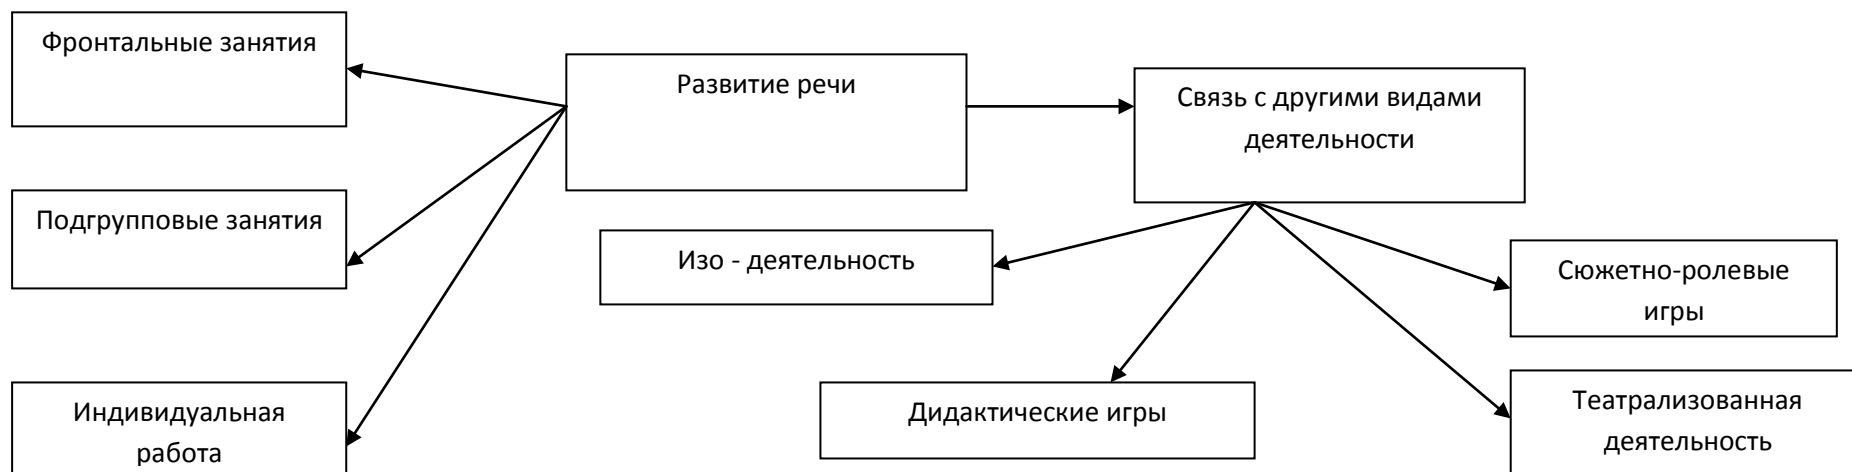 Фронтальные занятия
Развитие речи
Связь с другими видами
деятельности
Подгрупповые занятия
Изо - деятельность
Сюжетно-ролевые
игры
Индивидуальная
работа
Дидактические игры
Театрализованная
деятельность